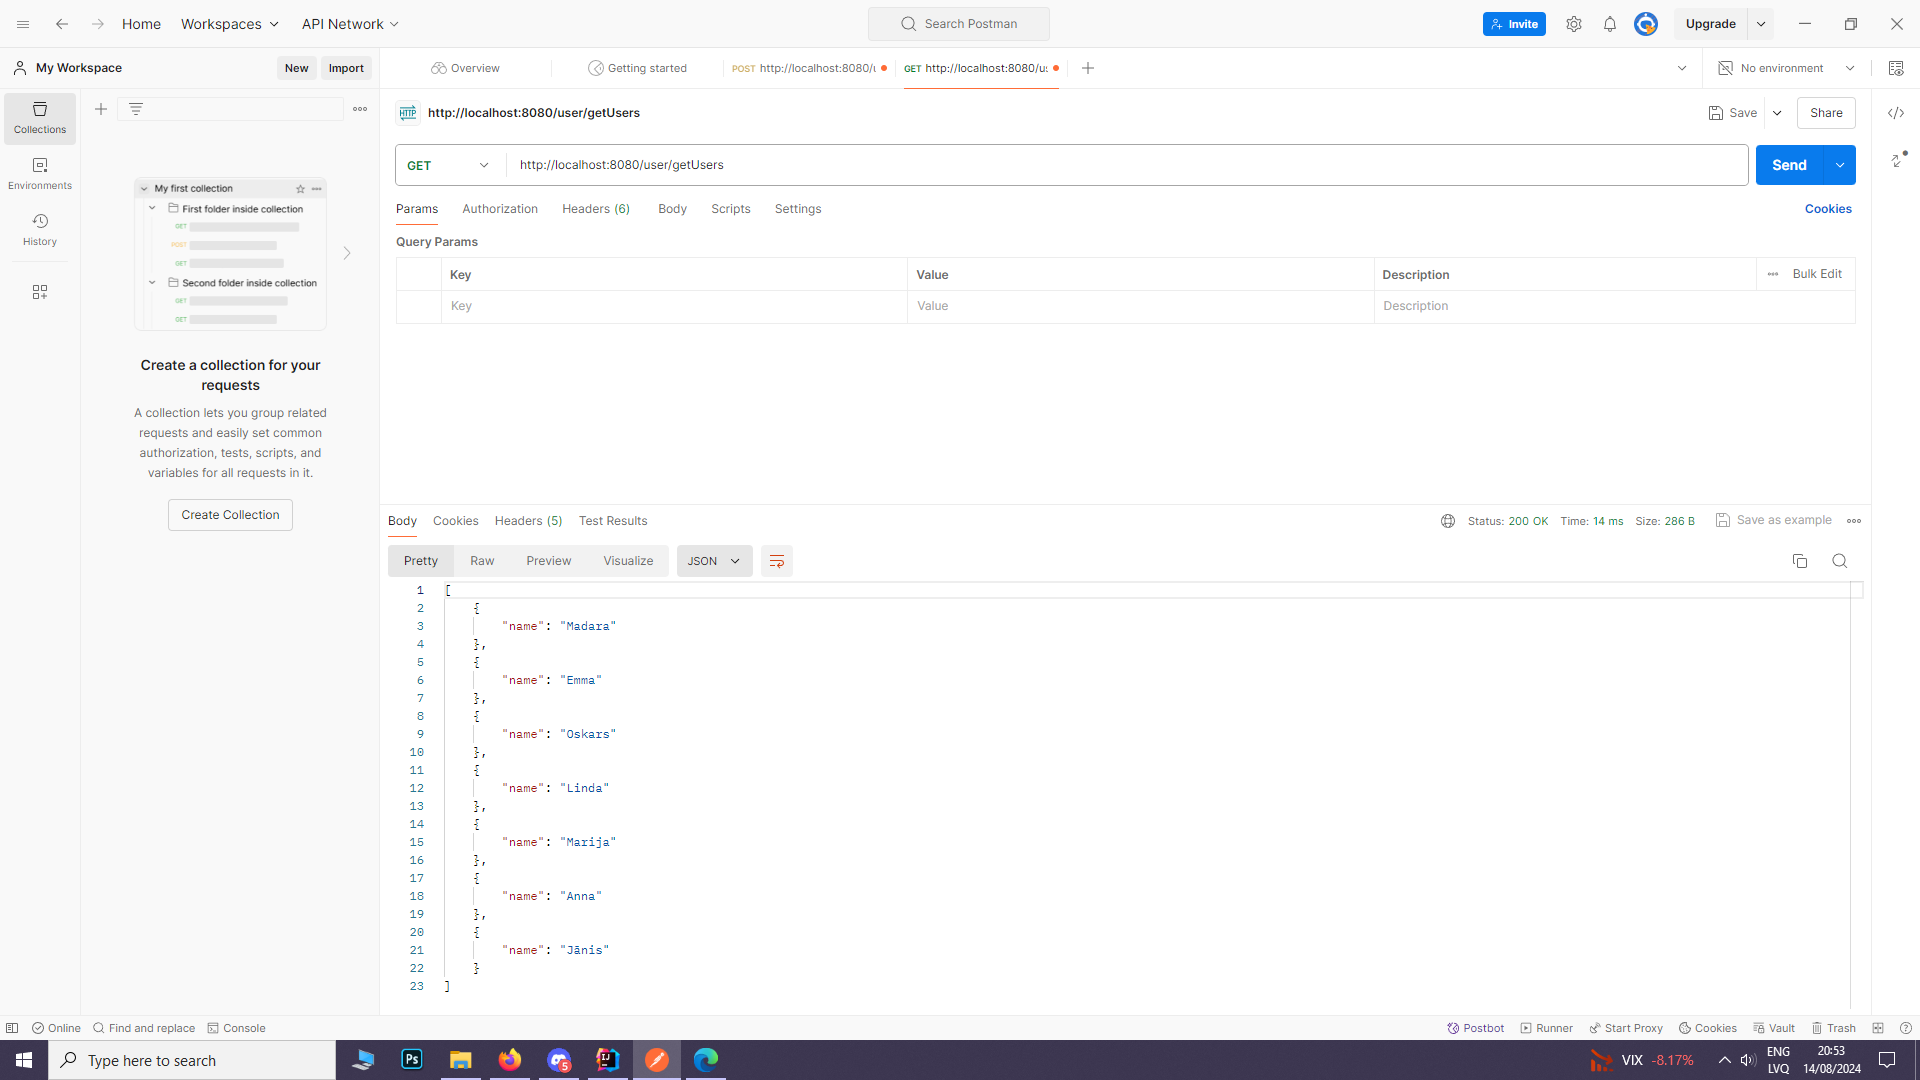 Home Workspaces API Network Search Postman Invite Upgrade
My Workspace New Import Overview Getting started POST http://localhost:8080/u GET http://localhost:8080/us No environment
Collections
Environments
History
My first collection
First folder inside collection
GET
POST
GET
Second folder inside collection
GET
GET
Create a collection for your
requests
A collection lets you group related
requests and easily set common
authorization, tests, scripts, and
variables for all requests in it.
Create Collection
HTTP http://localhost:8080/user/getUsers Save Share
GET http://localhost:8080/user/getUsers Send
Params Authorization Headers (6) Body Scripts Settings Cookies
Query Params
Key Value Description Bulk Edit
Key Value Description
Body Cookies Headers (5) Test Results Status: 200 OK Time: 14 ms Size: 286 B Save as example
Pretty Raw Preview Visualize JSON
1 [
2 {
3 "name": "Madara"
4 },
5 {
6 "name": "Emma"
7 },
8 {
9 "name": "Oskars"
10 },
11 {
12 "name": "Linda"
13 },
14 {
15 "name": "Marija"
16 },
17 {
18 "name": "Anna"
19 },
20 {
21 "name": "Jānis"
22 }
23 ]
Online Find and replace Console Postbot Runner Start Proxy Cookies Vault Trash
Type here to search Ps 5 IJ VIX -8.17% ENG 20:53
LVQ 14/08/2024